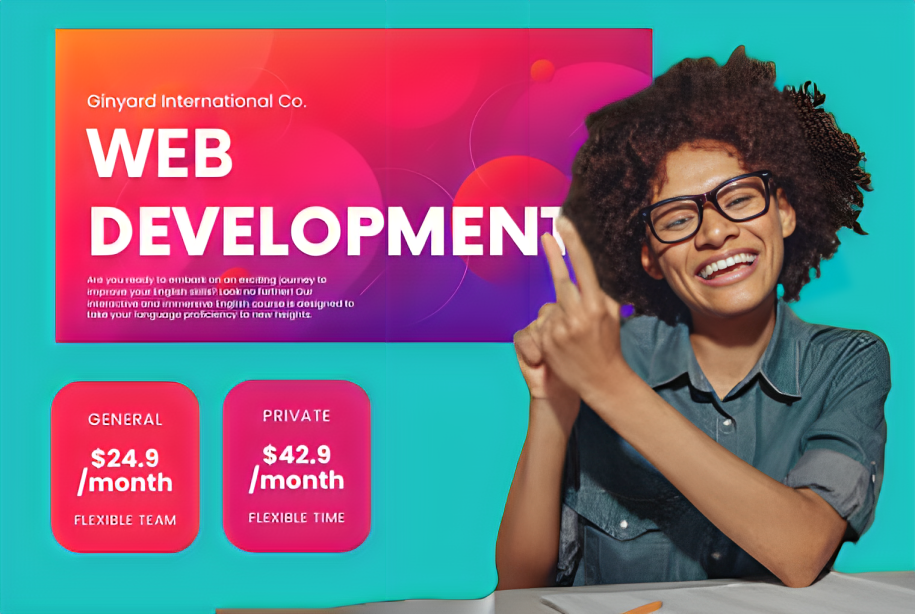 Ginyard International Co.
WEB
DEVELOPMENT
Are you ready to embark on an exciting journey to
improve your English skills? Look no further! Our
interactive and immersive English course is designed to
take your language proficiency to new heights.
GENERAL
$24.9
/month
FLEXIBLE TEAM
PRIVATE
$42.9
/month
FLEXIBLE TIME